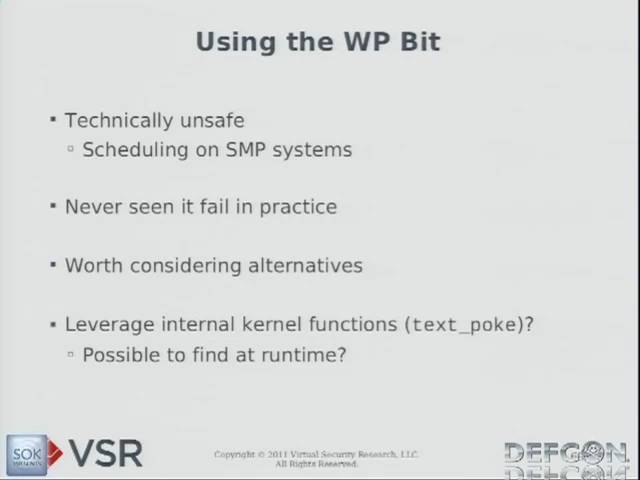 Using the WP Bit
Technically unsafe
Scheduling on SMP systems
Never seen it fail in practice
Worth considering alternatives
Leverage internal kernel functions (text_poke)?
Possible to find at runtime?
SOK
PRESENTS
VSR
Copyright © 2011 Virtual Security Research, LLC.
All Rights Reserved.
DEFCON